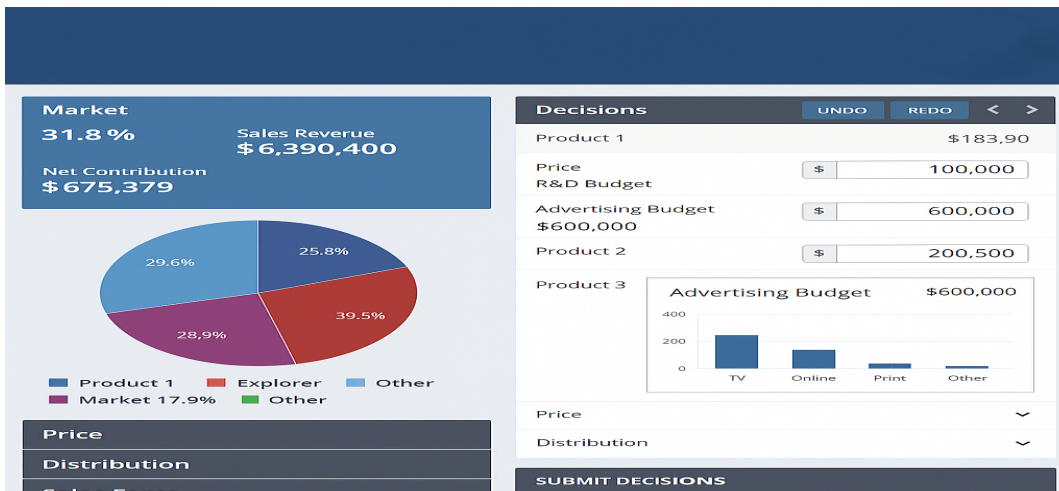 Market
31.8%
Sales Reverue
$6,390,400
Net Contribution
$675,379
25.8%
29.6%
39.5%
28,9%
Product 1
Explorer
Other
Market 17.9%
Other
Price
Distribution
Decisions
UNDO
REDO
<
>
Product 1
$183,90
Price
R&D Budget
$
100,000
Advertising Budget
$600,000
$
600,000
Product 2
$
200,500
Product 3
Advertising Budget
$600,000
400
200
0
TV
Online
Print
Other
Price
Distribution
SUBMIT DECISIONS